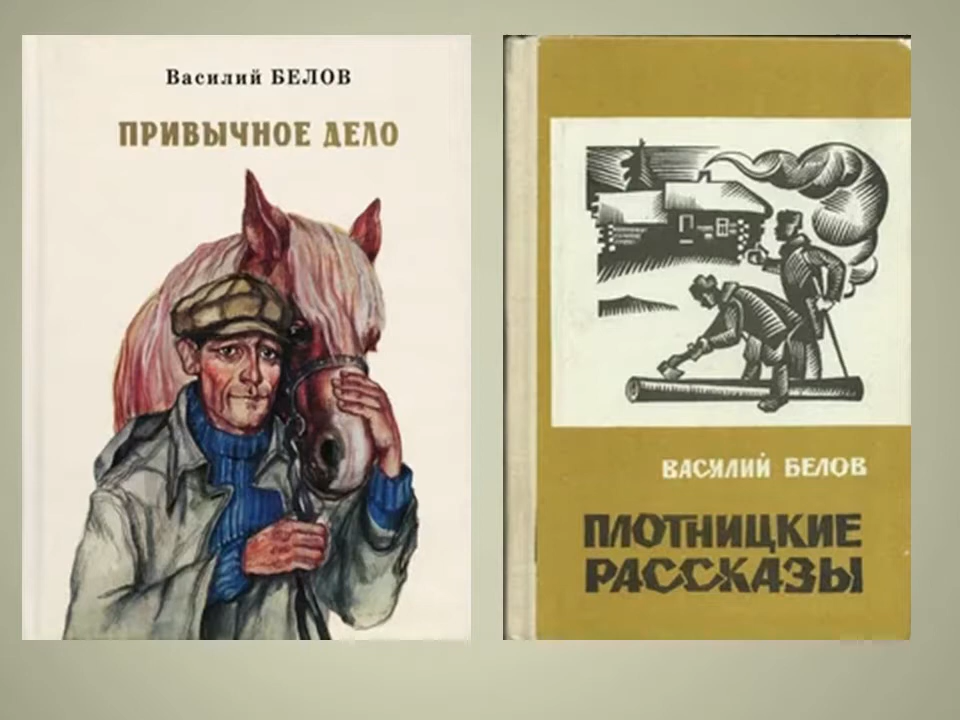 Василий БЕЛОВ
ПРИВЫЧНОЕ ДЕЛО
ВАСИЛИЙ БЕЛОВ
ПЛОТНИЦКИЕ
РАССКАЗЫ